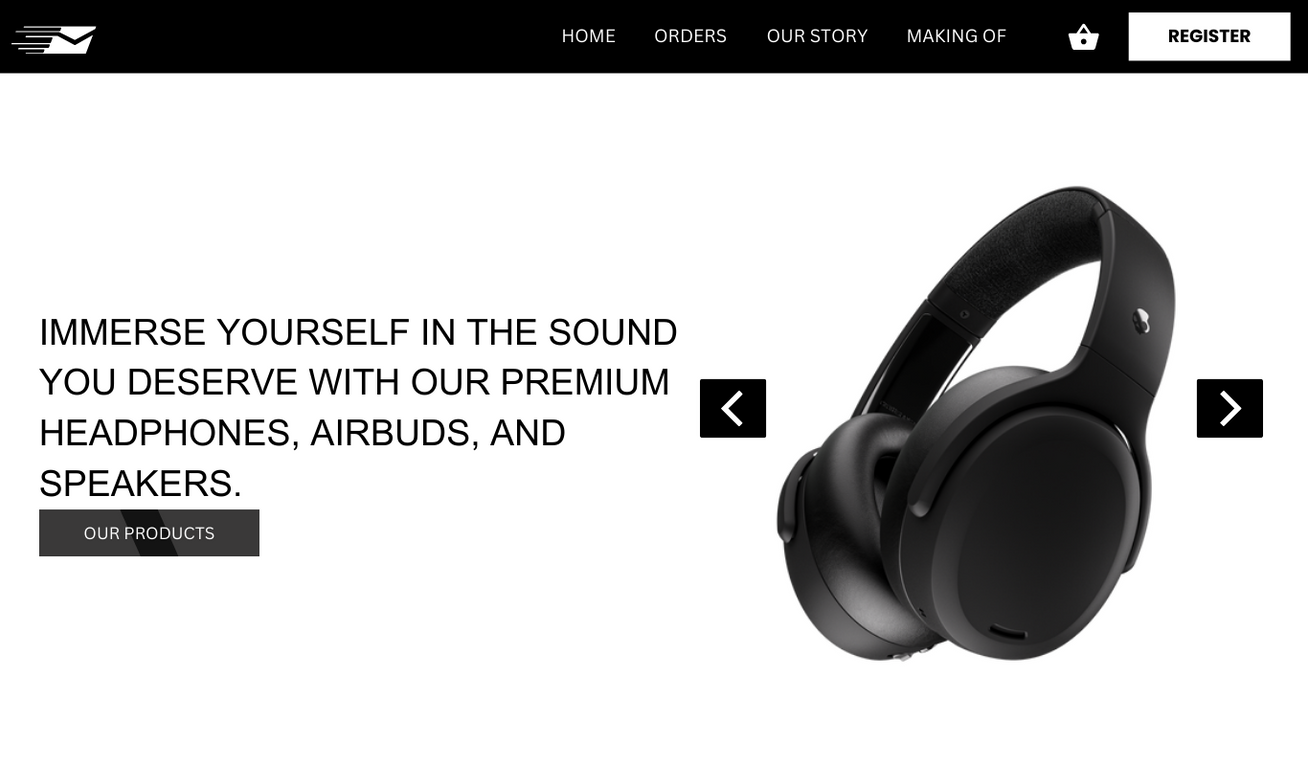 HOME ORDERS OUR STORY MAKING OF REGISTER
IMMERSE YOURSELF IN THE SOUND
YOU DESERVE WITH OUR PREMIUM
HEADPHONES, AIRBUDS, AND
SPEAKERS.
OUR PRODUCTS